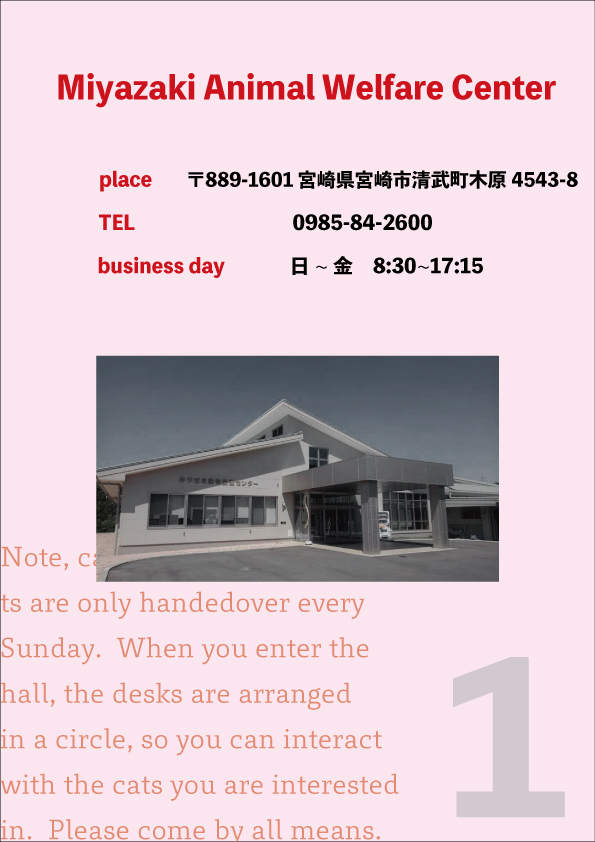 Miyazaki Animal Welfare Center
place 〒889-1601 宮崎県宮崎市清武町木原 4543-8
TEL 0985-84-2600
business day 日 ~ 金 8:30~17:15
Note, ca
ts are only handedover every
Sunday. When you enter the
hall, the desks are arranged
in a circle, so you can interact
with the cats you are interested
in. Please come by all means.
1